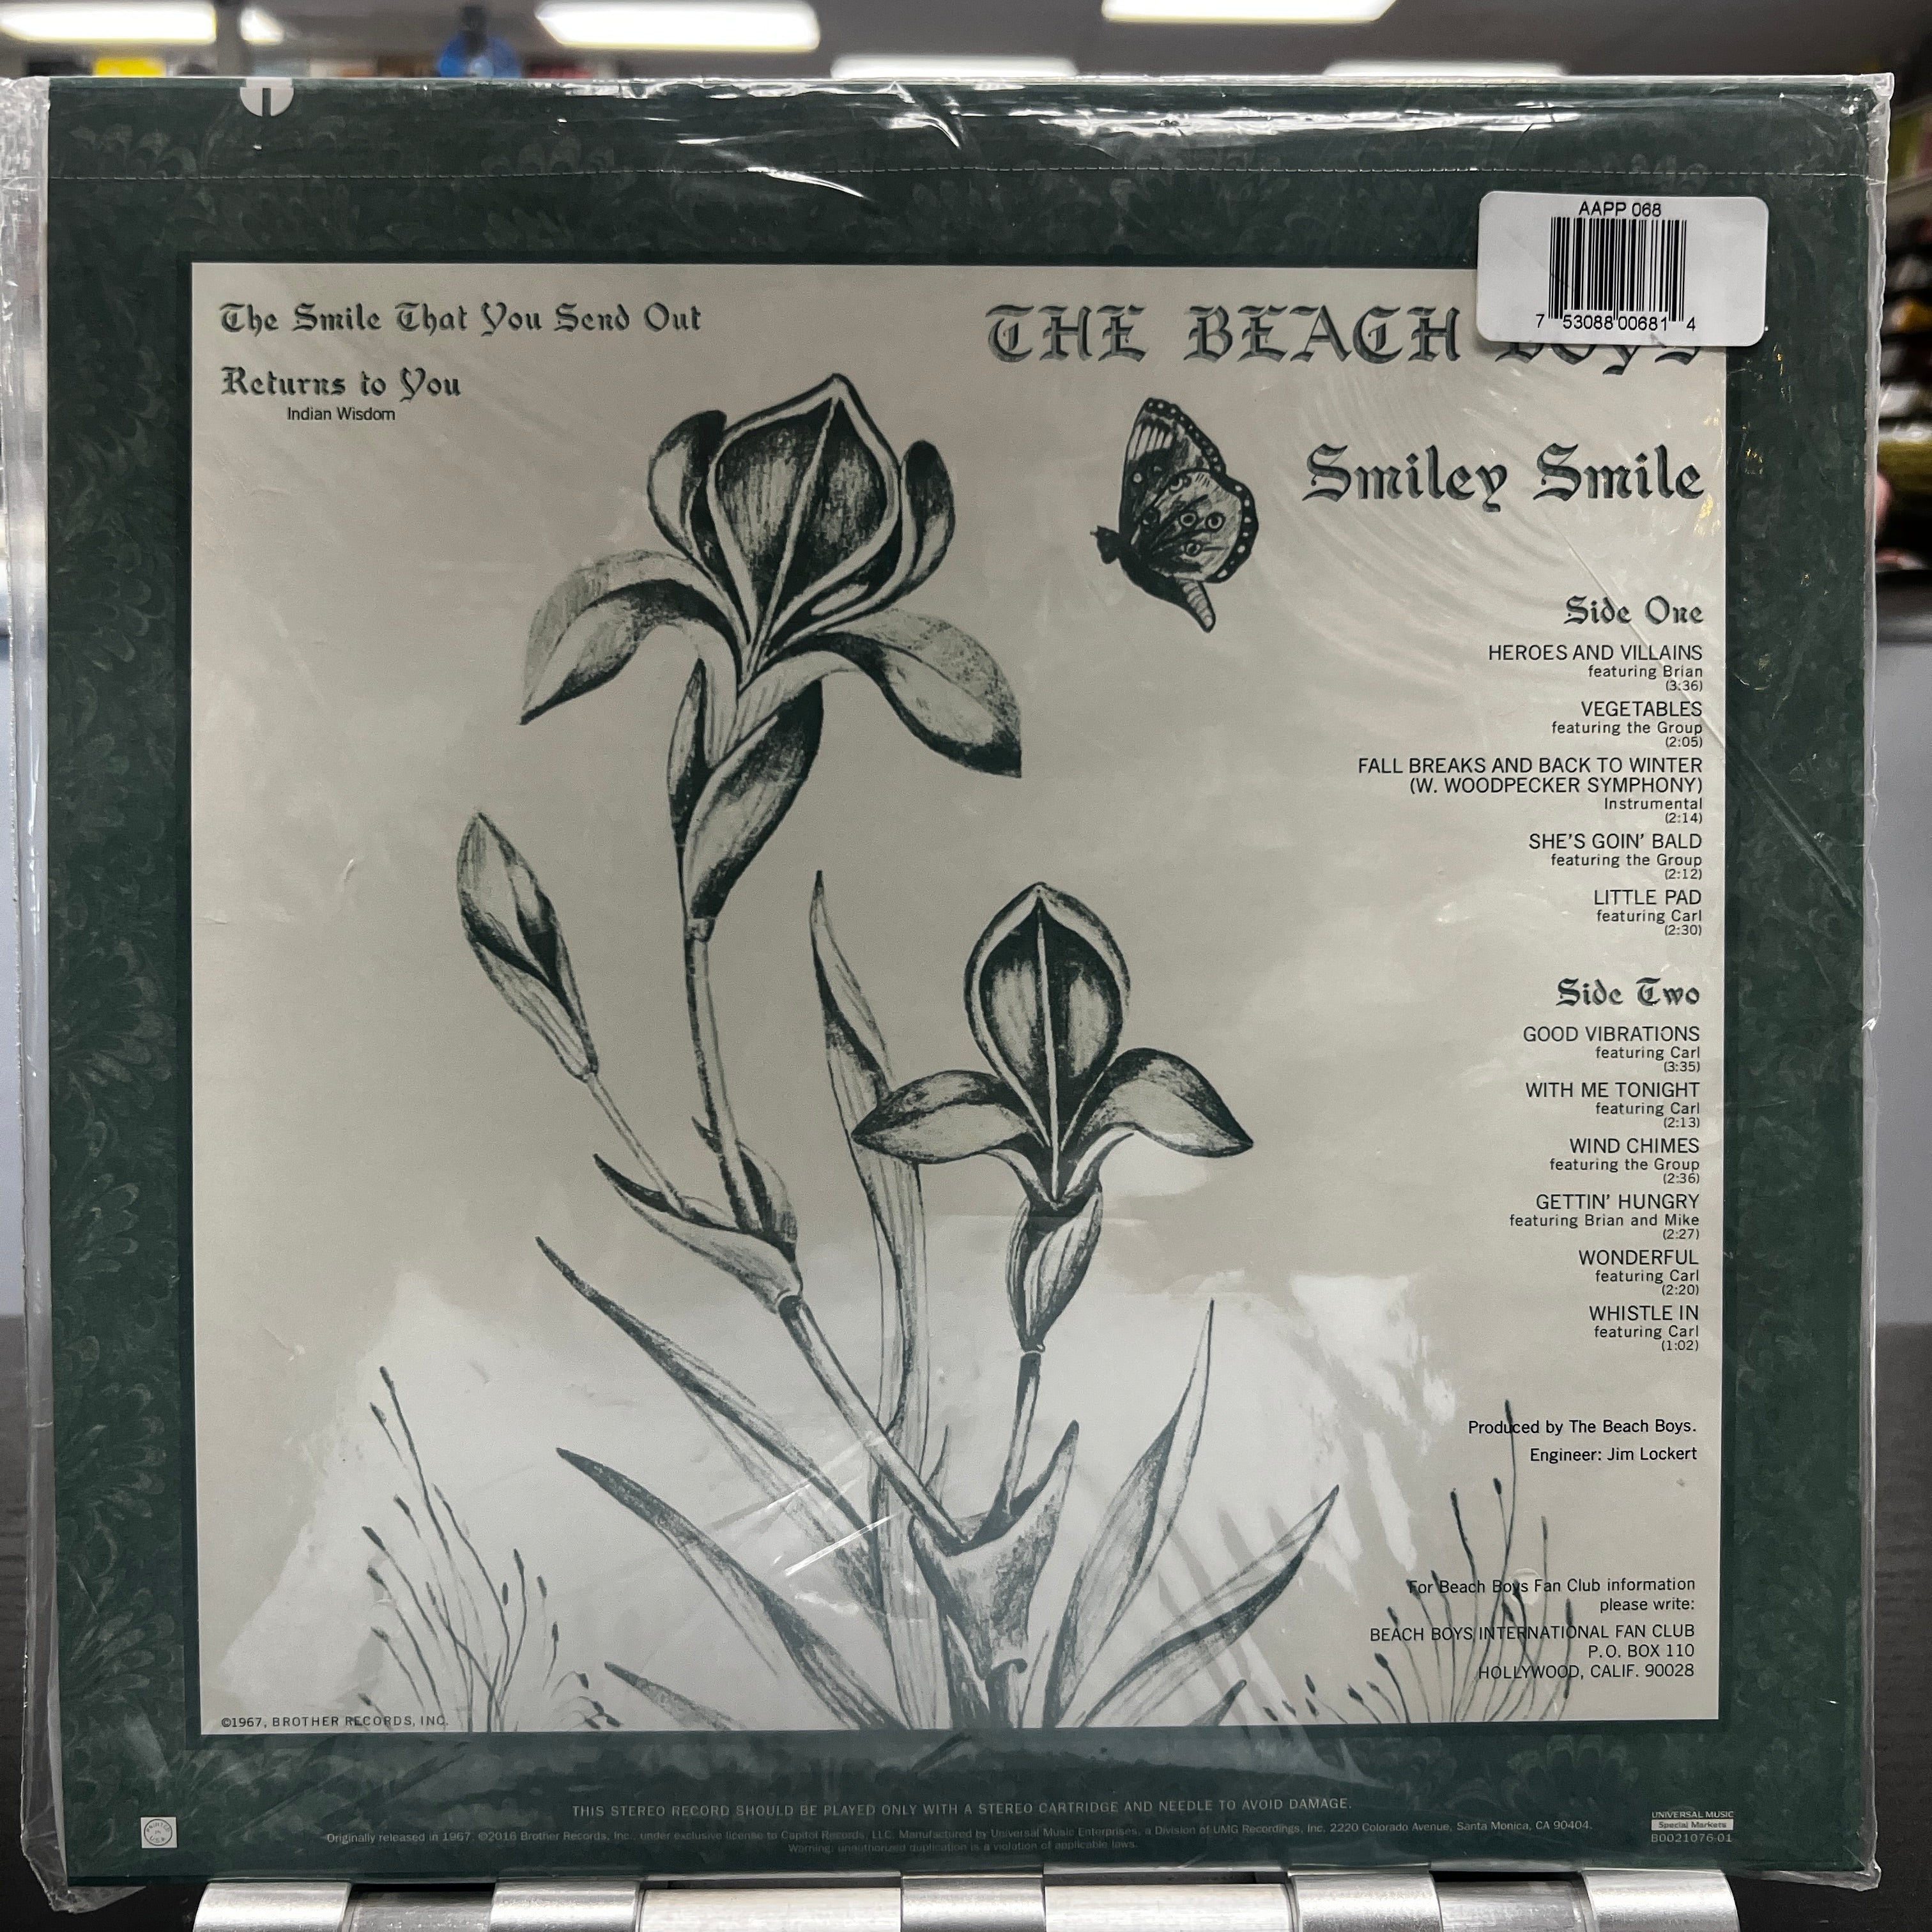 AAPP 068
7 53088 00681 4
The Smile That You Send Out
Returns to You
Indian Wisdom
THE BEACH BOYS
Smiley Smile
Side One
HEROES AND VILLAINS
featuring Brian
(3:36)
VEGETABLES
featuring the Group
(2:05)
FALL BREAKS AND BACK TO WINTER
(W. WOODPECKER SYMPHONY)
Instrumental
(2:14)
SHE'S GOIN' BALD
featuring the Group
(2:12)
LITTLE PAD
featuring Carl
(2:30)
Side Two
GOOD VIBRATIONS
featuring Carl
(3:35)
WITH ME TONIGHT
featuring Carl
(2:13)
WIND CHIMES
featuring the Group
(2:36)
GETTIN' HUNGRY
featuring Brian and Mike
(2:27)
WONDERFUL
featuring Carl
(2:20)
WHISTLE IN
featuring Carl
(1:02)
Produced by The Beach Boys.
Engineer: Jim Lockert
For Beach Boys Fan Club information
please write:
BEACH BOYS INTERNATIONAL FAN CLUB
P.O. BOX 110
HOLLYWOOD, CALIF. 90028
©1967, BROTHER RECORDS, INC.
THIS STEREO RECORD SHOULD BE PLAYED ONLY WITH A STEREO CARTRIDGE AND NEEDLE TO AVOID DAMAGE.
PRINTED IN U.S.A.
Originally released in 1967. ©2016 Brother Records, Inc., under exclusive license to Capitol Records, LLC. Manufactured by Universal Music Enterprises, a Division of UMG Recordings, Inc. 2220 Colorado Avenue, Santa Monica, CA 90404.
Warning: unauthorized duplication is a violation of applicable laws.
UNIVERSAL MUSIC
Special Markets
B0021076-01